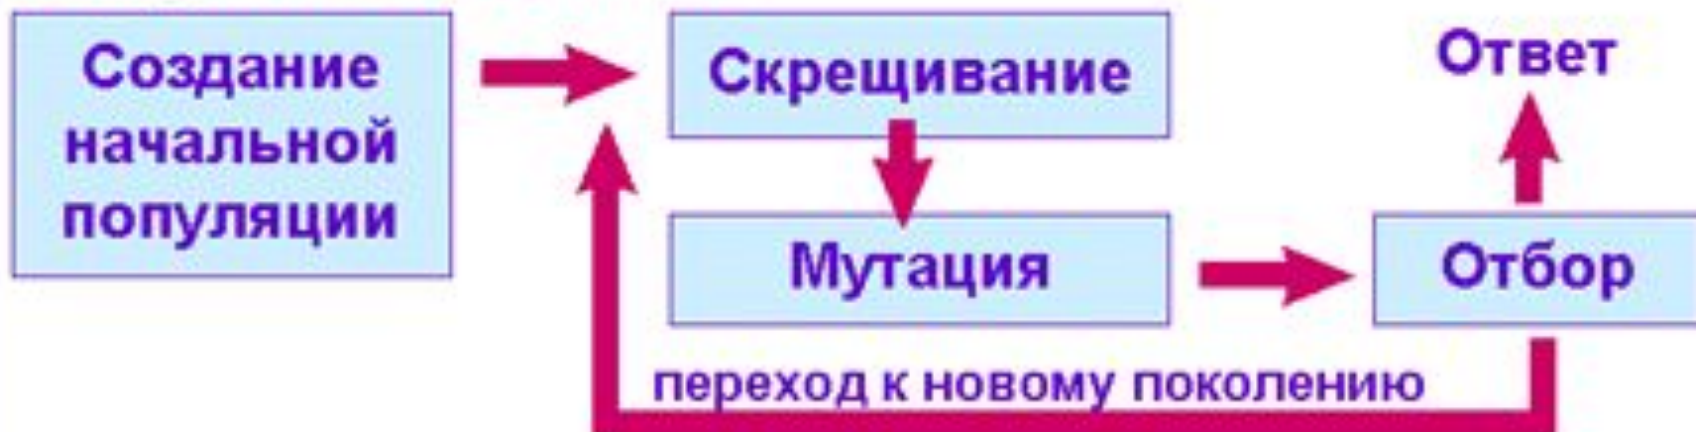 Создание
начальной
популяции
Скрещивание
Мутация
Ответ
Отбор
переход к новому поколению